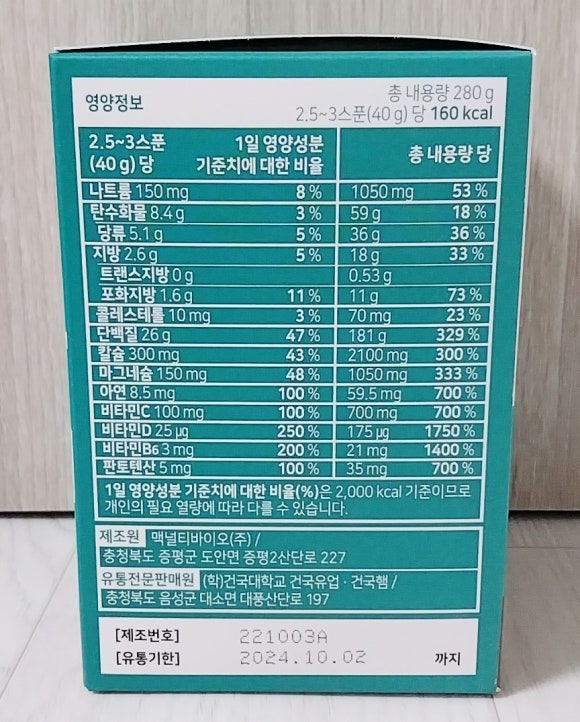 영양정보
총 내용량 280 g
2.5~3스푼(40 g) 당 160 kcal
2.5~3스푼 (40 g) 당 1일 영양성분 기준치에 대한 비율 총 내용량 당
나트륨 150 mg 8 % 1050 mg 53 %
탄수화물 8.4 g 3 % 59 g 18 %
당류 5.1 g 5 % 36 g 36 %
지방 2.6 g 5 % 18 g 33 %
트랜스지방 0 g 0.53 g
포화지방 1.6 g 11 % 11 g 73 %
콜레스테롤 10 mg 3 % 70 mg 23 %
단백질 26 g 47 % 181 g 329 %
칼슘 300 mg 43 % 2100 mg 300 %
마그네슘 150 mg 48 % 1050 mg 333 %
아연 8.5 mg 100 % 59.5 mg 700 %
비타민C 100 mg 100 % 700 mg 700 %
비타민D 25 µg 250 % 175 µg 1750 %
비타민B6 3 mg 200 % 21 mg 1400 %
판토텐산 5 mg 100 % 35 mg 700 %
1일 영양성분 기준치에 대한 비율(%)은 2,000 kcal 기준이므로
개인의 필요 열량에 따라 다를 수 있습니다.
제조원 맥널티바이오(주) /
충청북도 증평군 도안면 증평2산단로 227
유통전문판매원 (학)건국대학교 건국유업 · 건국햄 /
충청북도 음성군 대소면 대풍산단로 197
[제조번호] 221003A
[유통기한] 2024.10.02 까지